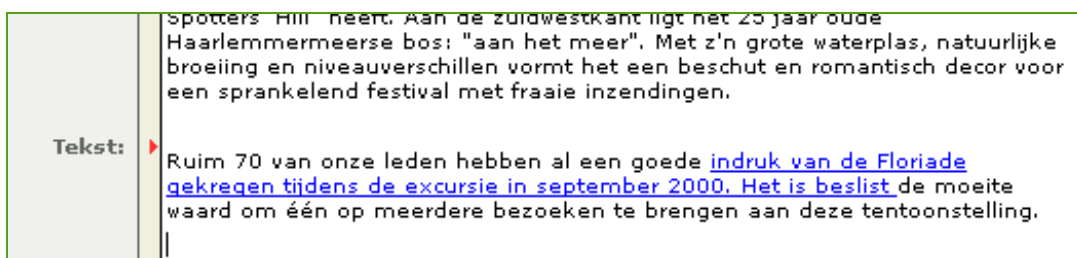 Spotters' Hill" heeft. Aan de zuidwestkant ligt het 25 jaar oude
Haarlemmermeerse bos: "aan het meer". Met z'n grote waterplas, natuurlijke
broeiing en niveauverschillen vormt het een beschut en romantisch decor voor
een sprankelend festival met fraaie inzendingen.
Tekst:
Ruim 70 van onze leden hebben al een goede indruk van de Floriade
gekregen tijdens de excursie in september 2000. Het is beslist de moeite
waard om één op meerdere bezoeken te brengen aan deze tentoonstelling.